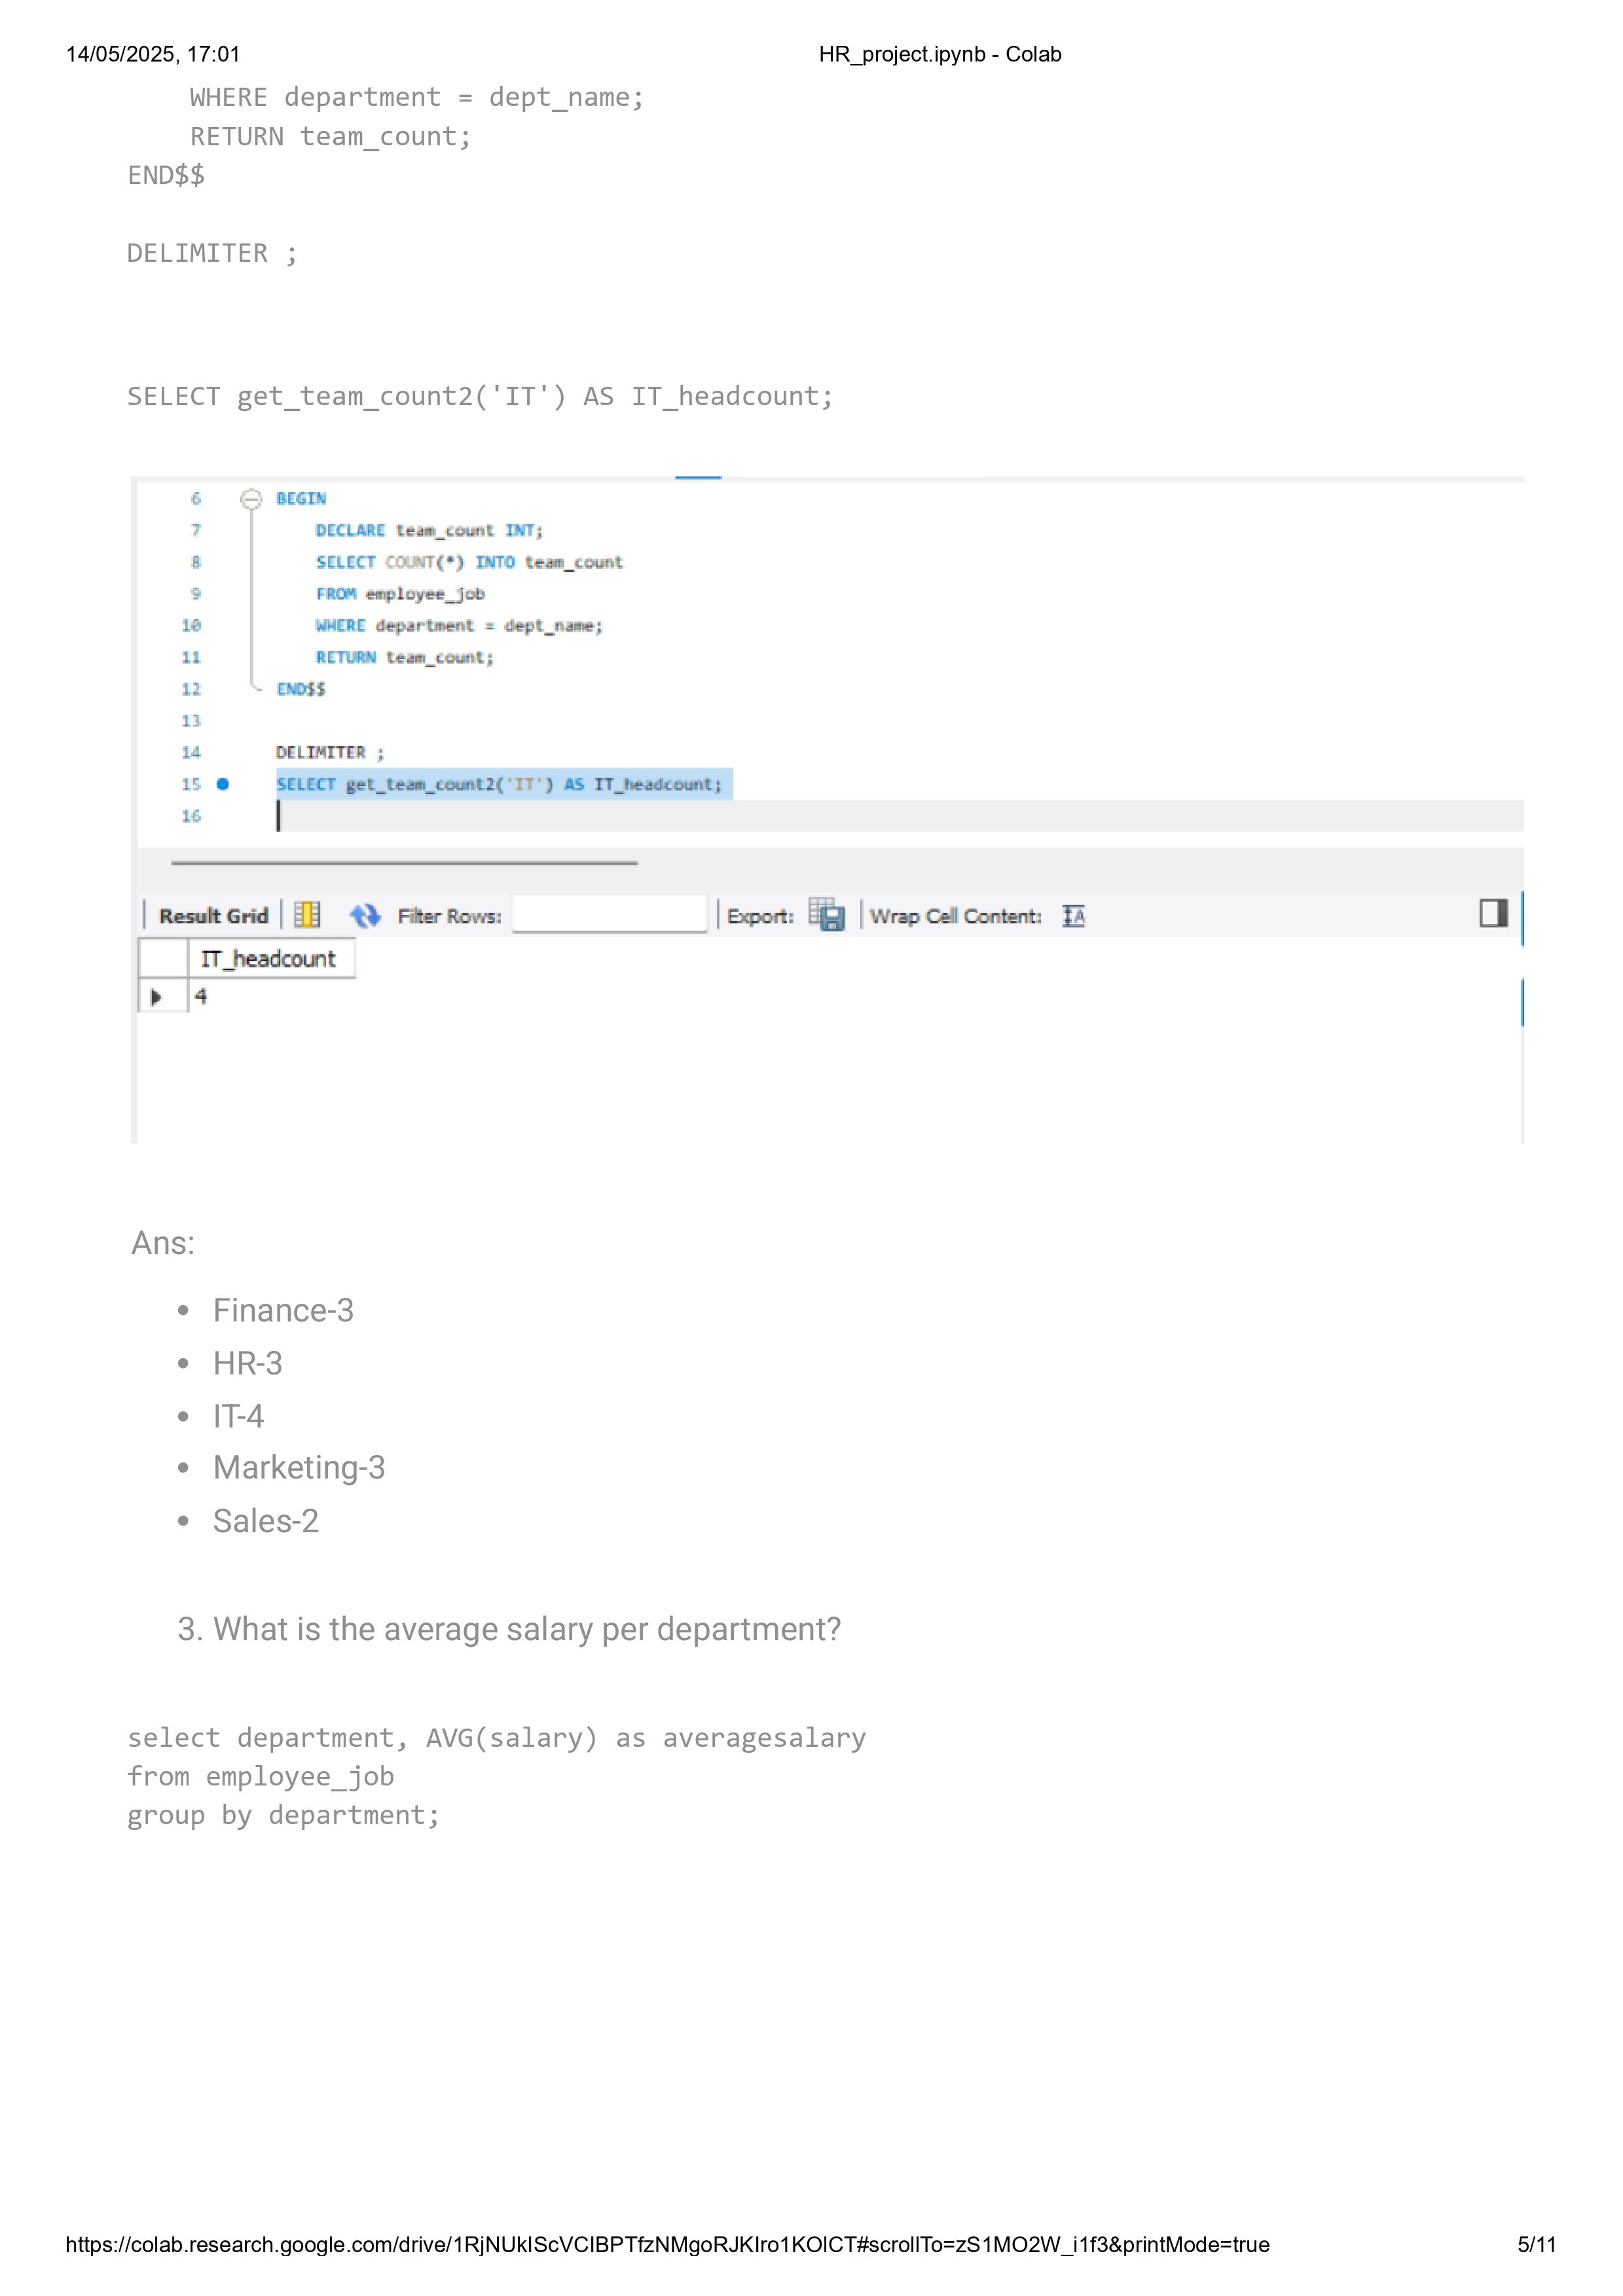 14/05/2025, 17:01 HR_project.ipynb - Colab
WHERE department = dept_name;
RETURN team_count;
END$$
DELIMITER ;
SELECT get_team_count2('IT') AS IT_headcount;
6 BEGIN
7 DECLARE team_count INT;
8 SELECT COUNT(*) INTO team_count
9 FROM employee_job
10 WHERE department = dept_name;
11 RETURN team_count;
12 END$$
13
14 DELIMITER ;
15 SELECT get_team_count2('IT') AS IT_headcount;
16
Result Grid Filter Rows: Export: Wrap Cell Content: IA
IT_headcount
4
Ans:
• Finance-3
• HR-3
• IT-4
• Marketing-3
• Sales-2
3. What is the average salary per department?
select department, AVG(salary) as averagesalary
from employee_job
group by department;
https://colab.research.google.com/drive/1RjNUkIScVCIBPTfzNMgoRJKIro1KOICT#scrollTo=zS1MO2W_i1f3&printMode=true 5/11